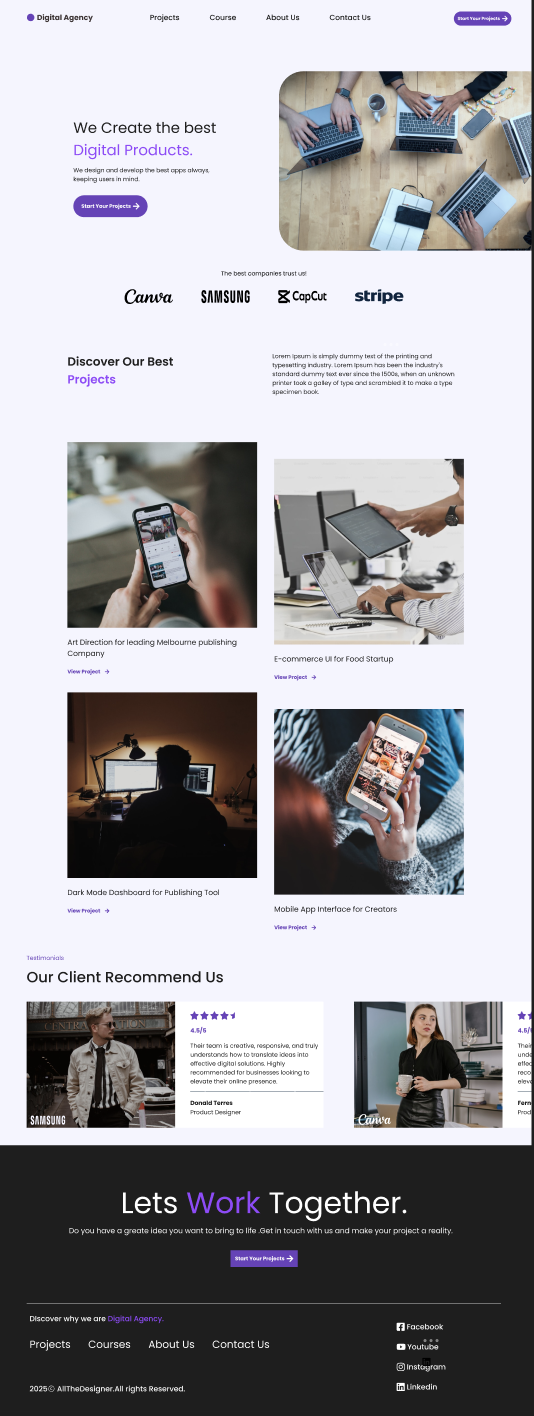 Digital Agency
Projects
Course
About Us
Contact Us
Start Your Projects
We Create the best
Digital Products.
We design and develop the best apps always,
keeping users in mind.
Start Your Projects
The best companies trust us!
Canva
SAMSUNG
CapCut
stripe
Discover Our Best
Projects
Lorem Ipsum is simply dummy text of the printing and
typesetting industry. Lorem Ipsum has been the industry's
standard dummy text ever since the 1500s, when an unknown
printer took a galley of type and scrambled it to make a type
specimen book.
Art Direction for leading Melbourne publishing
Company
View Project
E-commerce UI for Food Startup
View Project
Dark Mode Dashboard for Publishing Tool
View Project
Mobile App Interface for Creators
View Project
Testimonials
Our Client Recommend Us
CENTRAL
SAMSUNG
4.5/5
Their team is creative, responsive, and truly
understands how to translate ideas into
effective digital solutions. Highly
recommended for businesses looking to
elevate their online presence.
Donald Terres
Product Designer
Canva
4.5/
Their
unde
effec
reco
eleva
Fern
Prod
Lets Work Together.
Do you have a greate idea you want to bring to life .Get in touch with us and make your project a reality.
Start Your Projects
Discover why we are Digital Agency.
Projects
Courses
About Us
Contact Us
Facebook
Youtube
Instagram
Linkedin
2025© AllTheDesigner.All rights Reserved.